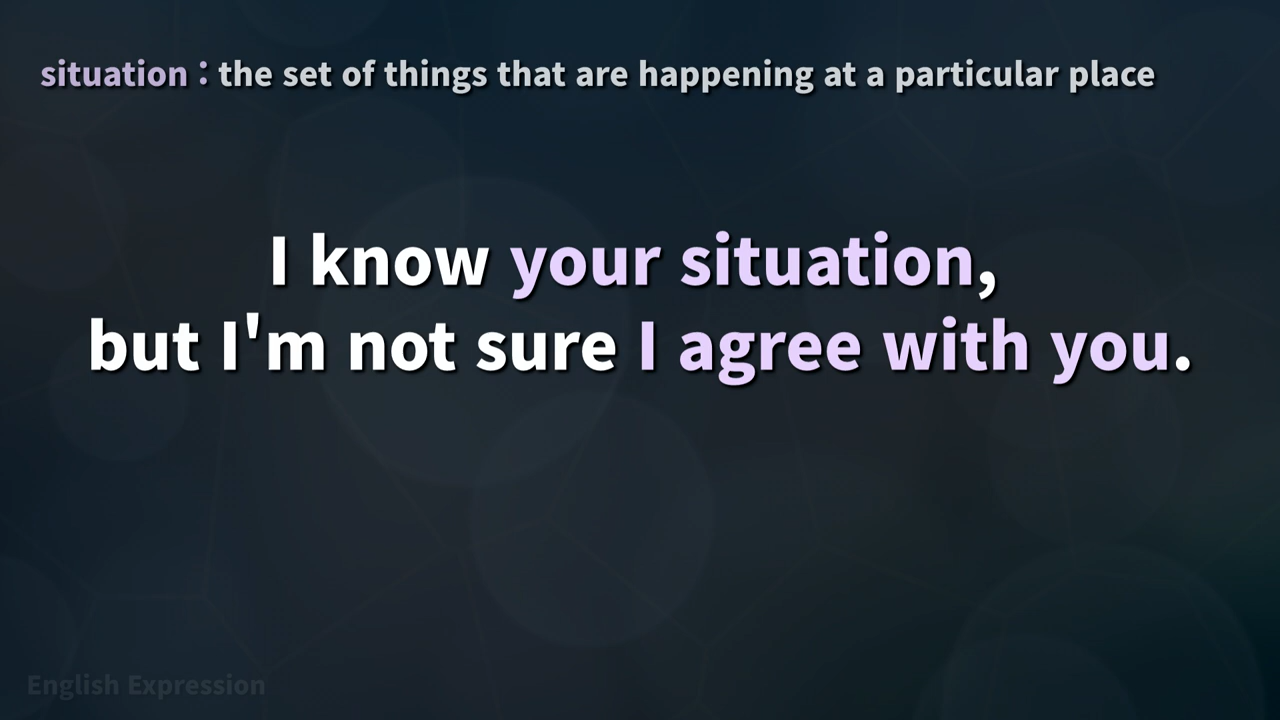 situation : the set of things that are happening at a particular place
I know your situation,
but I'm not sure I agree with you.
English Expression